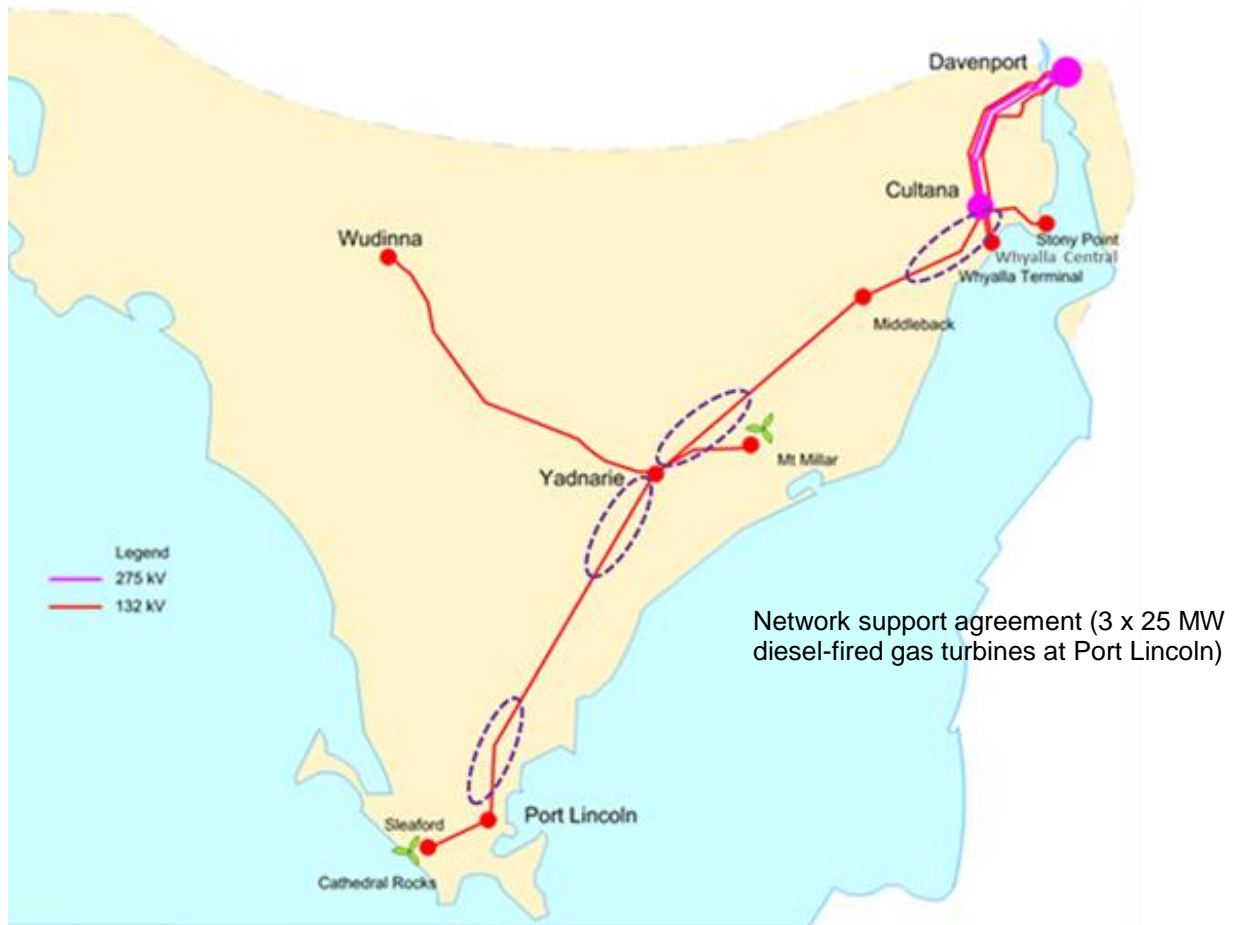 Davenport
Cultana
Wudinna
Stony Point
Whyalla Central
Whyalla Terminal
Middleback
Mt Millar
Yadnarie
Legend
275 kV
132 kV
Network support agreement (3 x 25 MW
diesel-fired gas turbines at Port Lincoln)
Port Lincoln
Sleaford
Cathedral Rocks